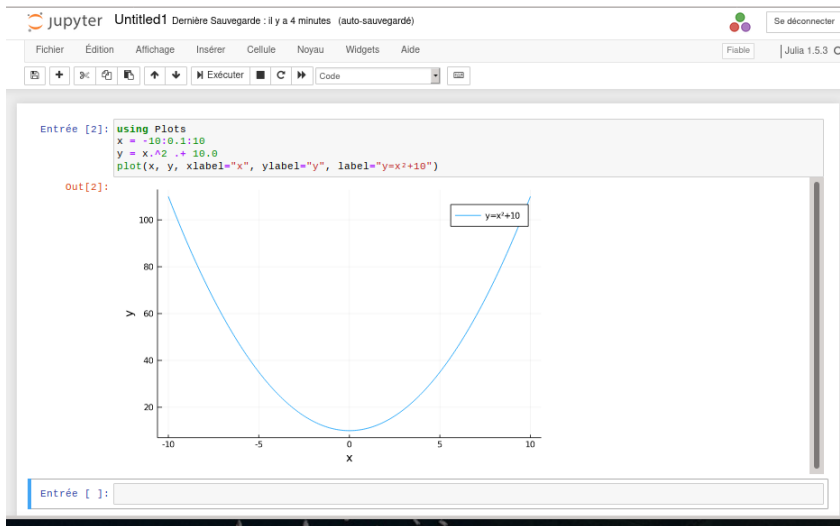 jupyter Untitled1 Dernière Sauvegarde : il y a 4 minutes (auto-sauvegardé)
Se déconnecter
Fichier Édition Affichage Insérer Cellule Noyau Widgets Aide
Fiable
Julia 1.5.3
Exécuter
Code
Entrée [2]:
using Plots
x = -10:0.1:10
y = x.^2 .+ 10.0
plot(x, y, xlabel="x", ylabel="y", label="y=x²+10")
Out[2]:
y=x²+10
100
80
60
40
20
y
-10 -5 0 5 10
x
Entrée [ ]: